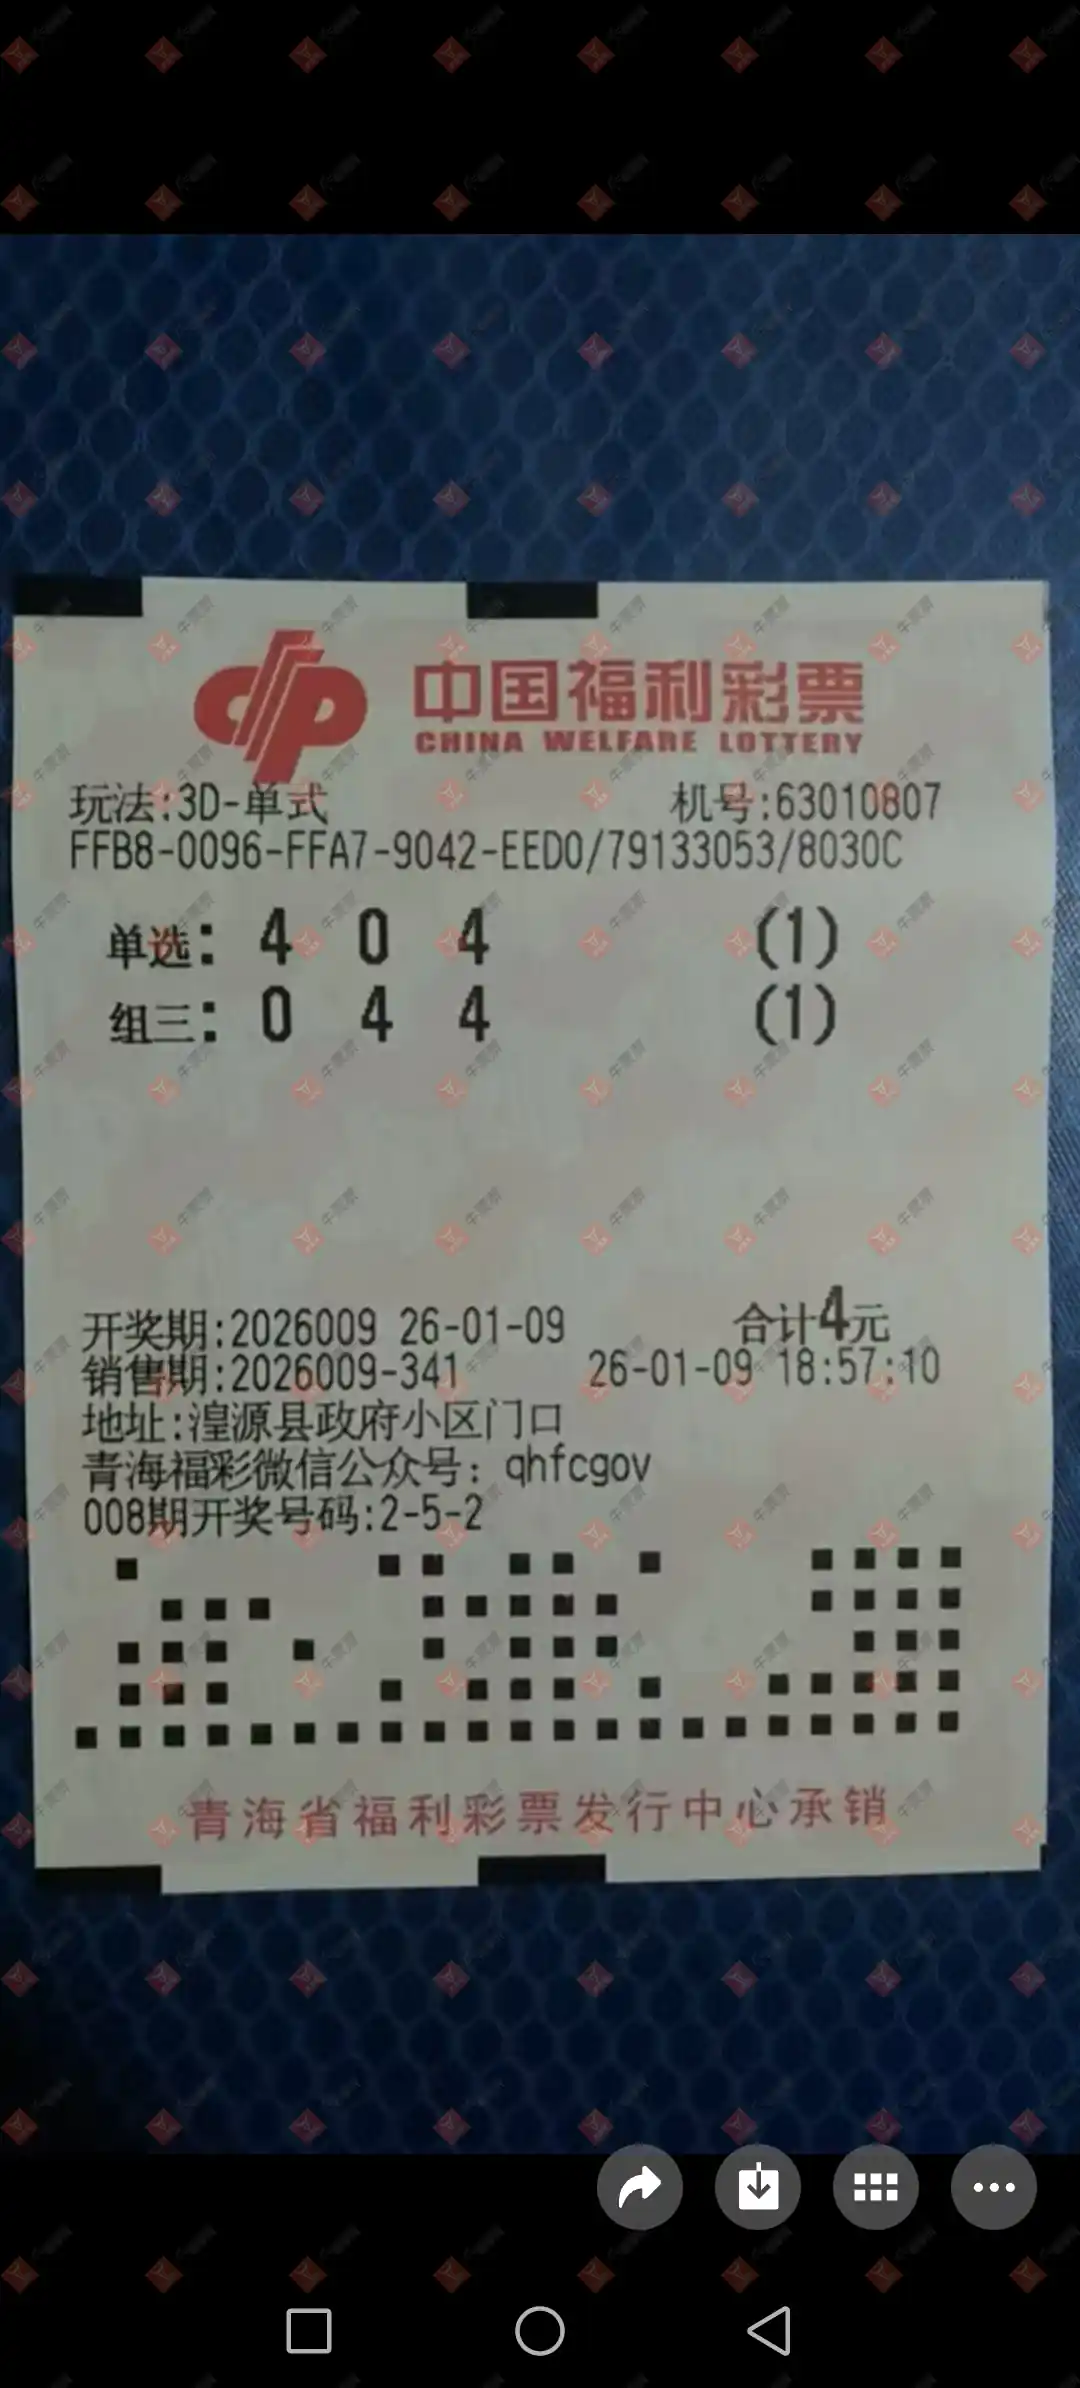 中国福利彩票
CHINA WELFARE LOTTERY
玩法:3D-单式 机号:63010807
FFB8-0096-FFA7-9042-EED0/79133053/8030C
单选: 4 0 4 (1)
组三: 0 4 4 (1)
开奖期:2026009 26-01-09 合计4元
销售期:2026009-341 26-01-09 18:57:10
地址:湟源县政府小区门口
青海福彩微信公众号: qhfcgov
008期开奖号码:2-5-2
青海省福利彩票发行中心承销